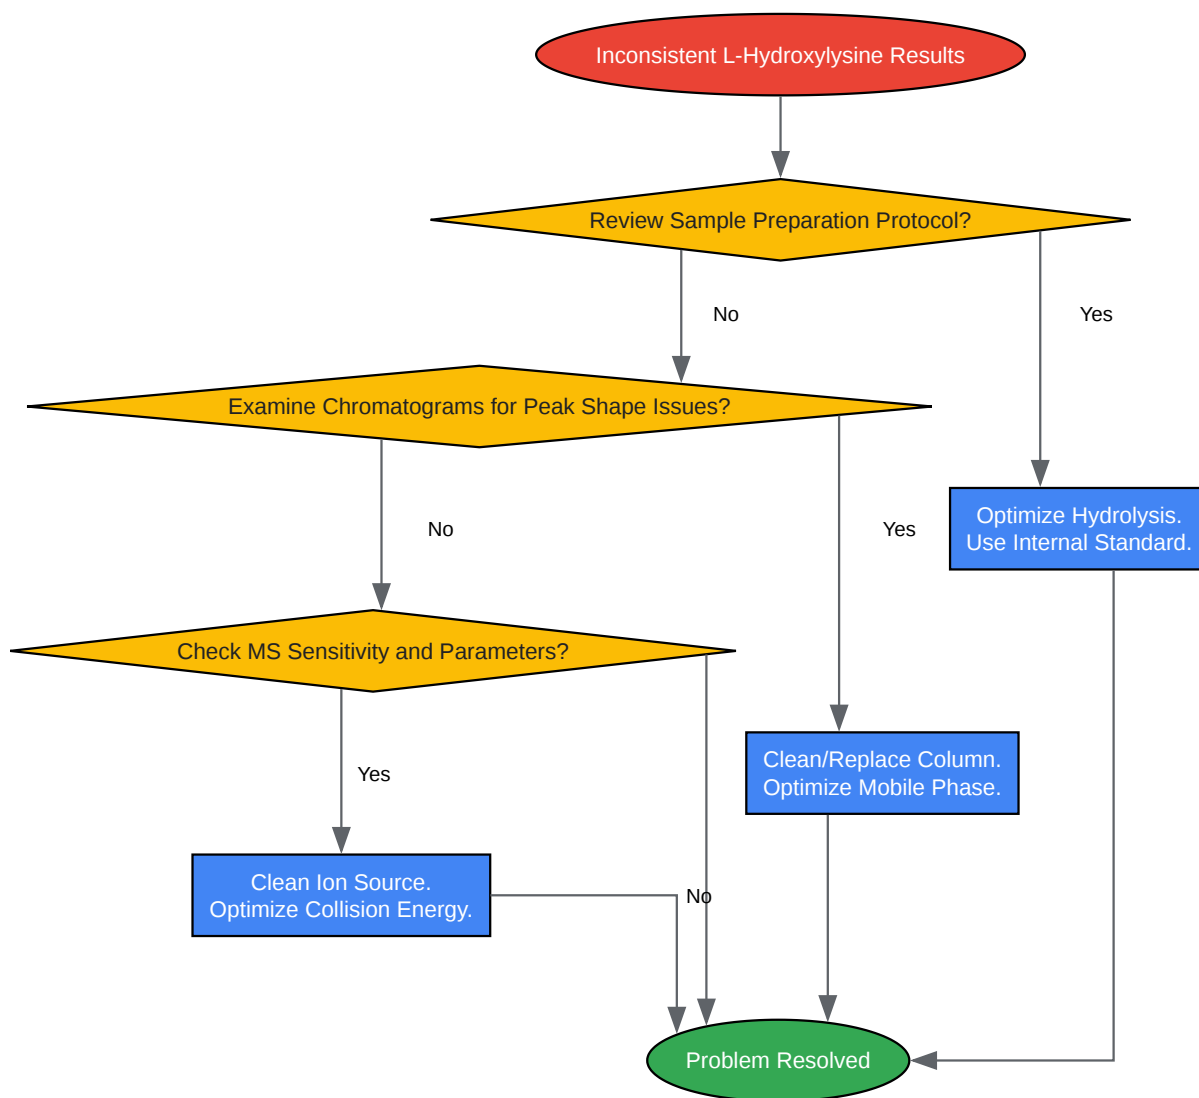 Inconsistent L-Hydroxylysine Results
Review Sample Preparation Protocol?
No
Yes
Examine Chromatograms for Peak Shape Issues?
No
Yes
Optimize Hydrolysis.
Use Internal Standard.
Check MS Sensitivity and Parameters?
Yes
Clean/Replace Column.
Optimize Mobile Phase.
Clean Ion Source.
Optimize Collision Energy.
No
Problem Resolved